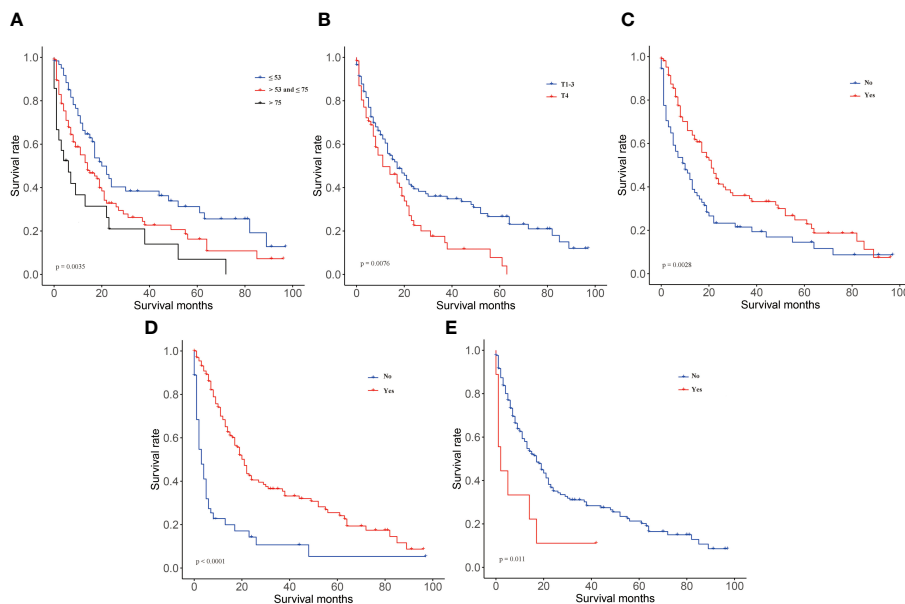 A
B
C
Survival rate
1.0
0.8
0.6
0.4
0.2
0.0
≤ 53
> 53 and ≤ 75
> 75
p = 0.0035
0 20 40 60 80 100
Survival months
Survival rate
1.0
0.8
0.6
0.4
0.2
0.0
T1-3
T4
p = 0.0076
0 20 40 60 80 100
Survival months
Survival rate
1.0
0.8
0.6
0.4
0.2
0.0
No
Yes
p = 0.0028
0 20 40 60 80 100
Survival months
D
E
Survival rate
1.0
0.8
0.6
0.4
0.2
0.0
No
Yes
p < 0.0001
0 20 40 60 80 100
Survival months
Survival rate
1.0
0.8
0.6
0.4
0.2
0.0
No
Yes
p = 0.011
0 20 40 60 80 100
Survival months